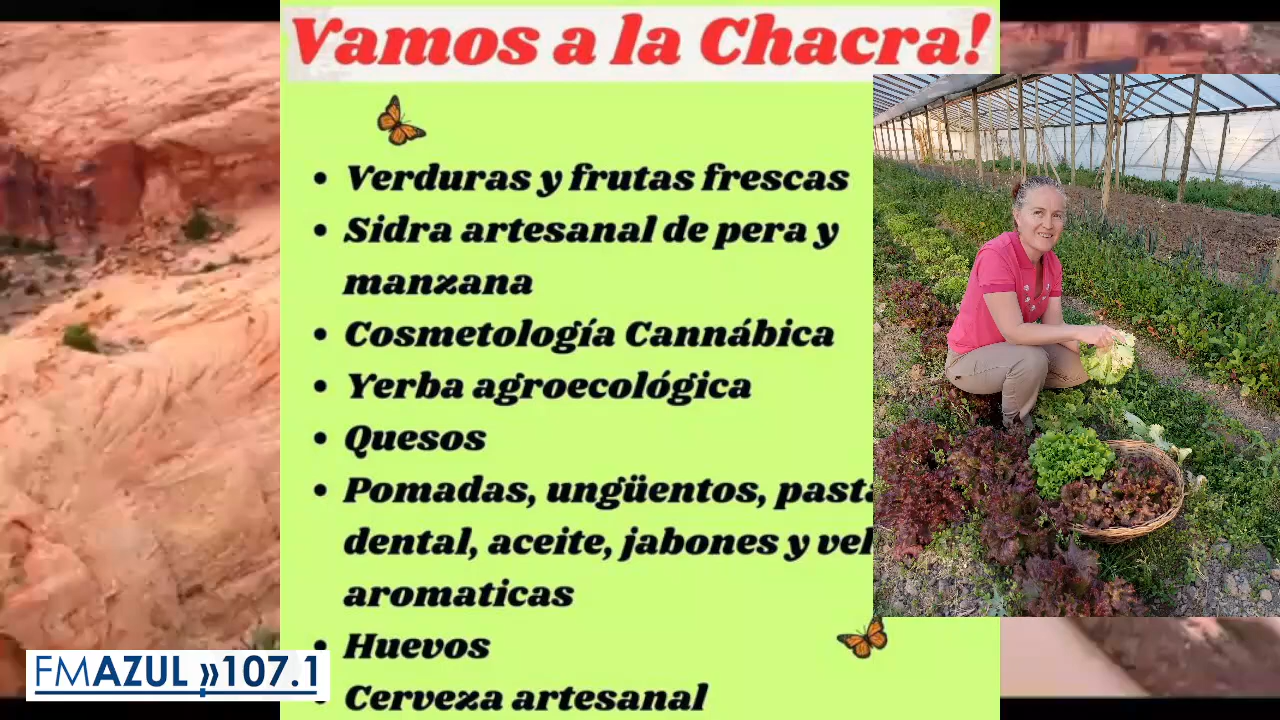 Vamos a la Chacra!
• Verduras y frutas frescas
• Sidra artesanal de pera y
manzana
• Cosmetología Cannábica
• Yerba agroecológica
• Quesos
• Pomadas, ungüentos,
dental, aceite, jabones y
aromaticas
• Huevos
• Cerveza artesanal
FMAZUL »107.1